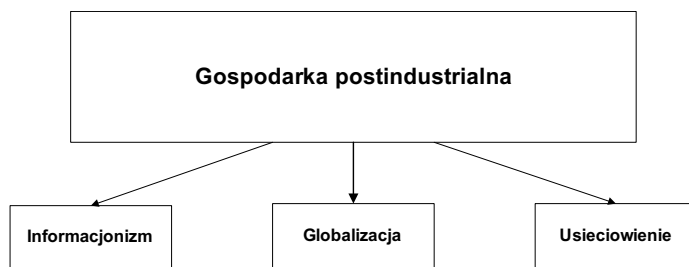 Gospodarka postindustrialna
Informacjonizm
Globalizacja
Usieciowienie